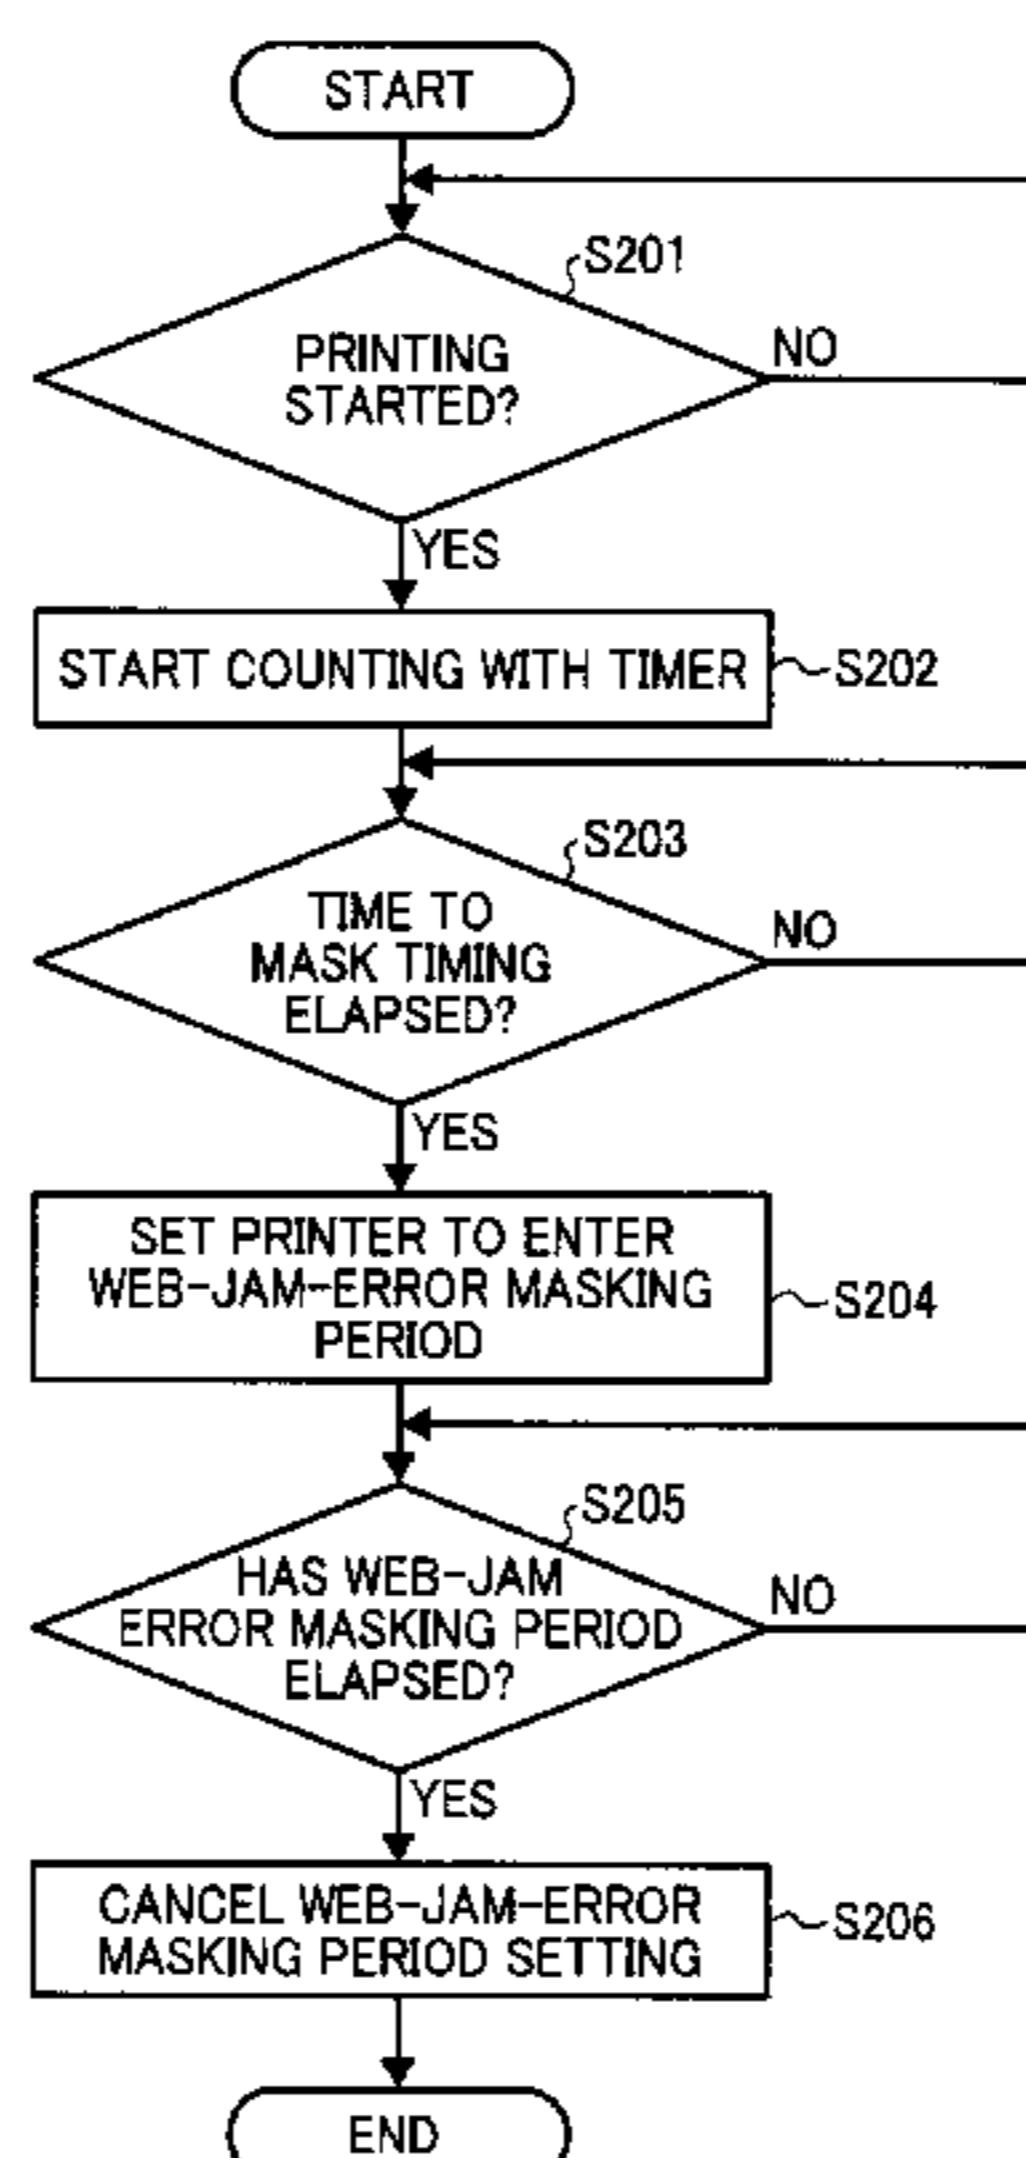 START
S201
PRINTING
STARTED?
NO
YES
START COUNTING WITH TIMER
S202
S203
TIME TO
MASK TIMING
ELAPSED?
NO
YES
SET PRINTER TO ENTER
WEB-JAM-ERROR MASKING
PERIOD
S204
S205
HAS WEB-JAM
ERROR MASKING PERIOD
ELAPSED?
NO
YES
CANCEL WEB-JAM-ERROR
MASKING PERIOD SETTING
S206
END